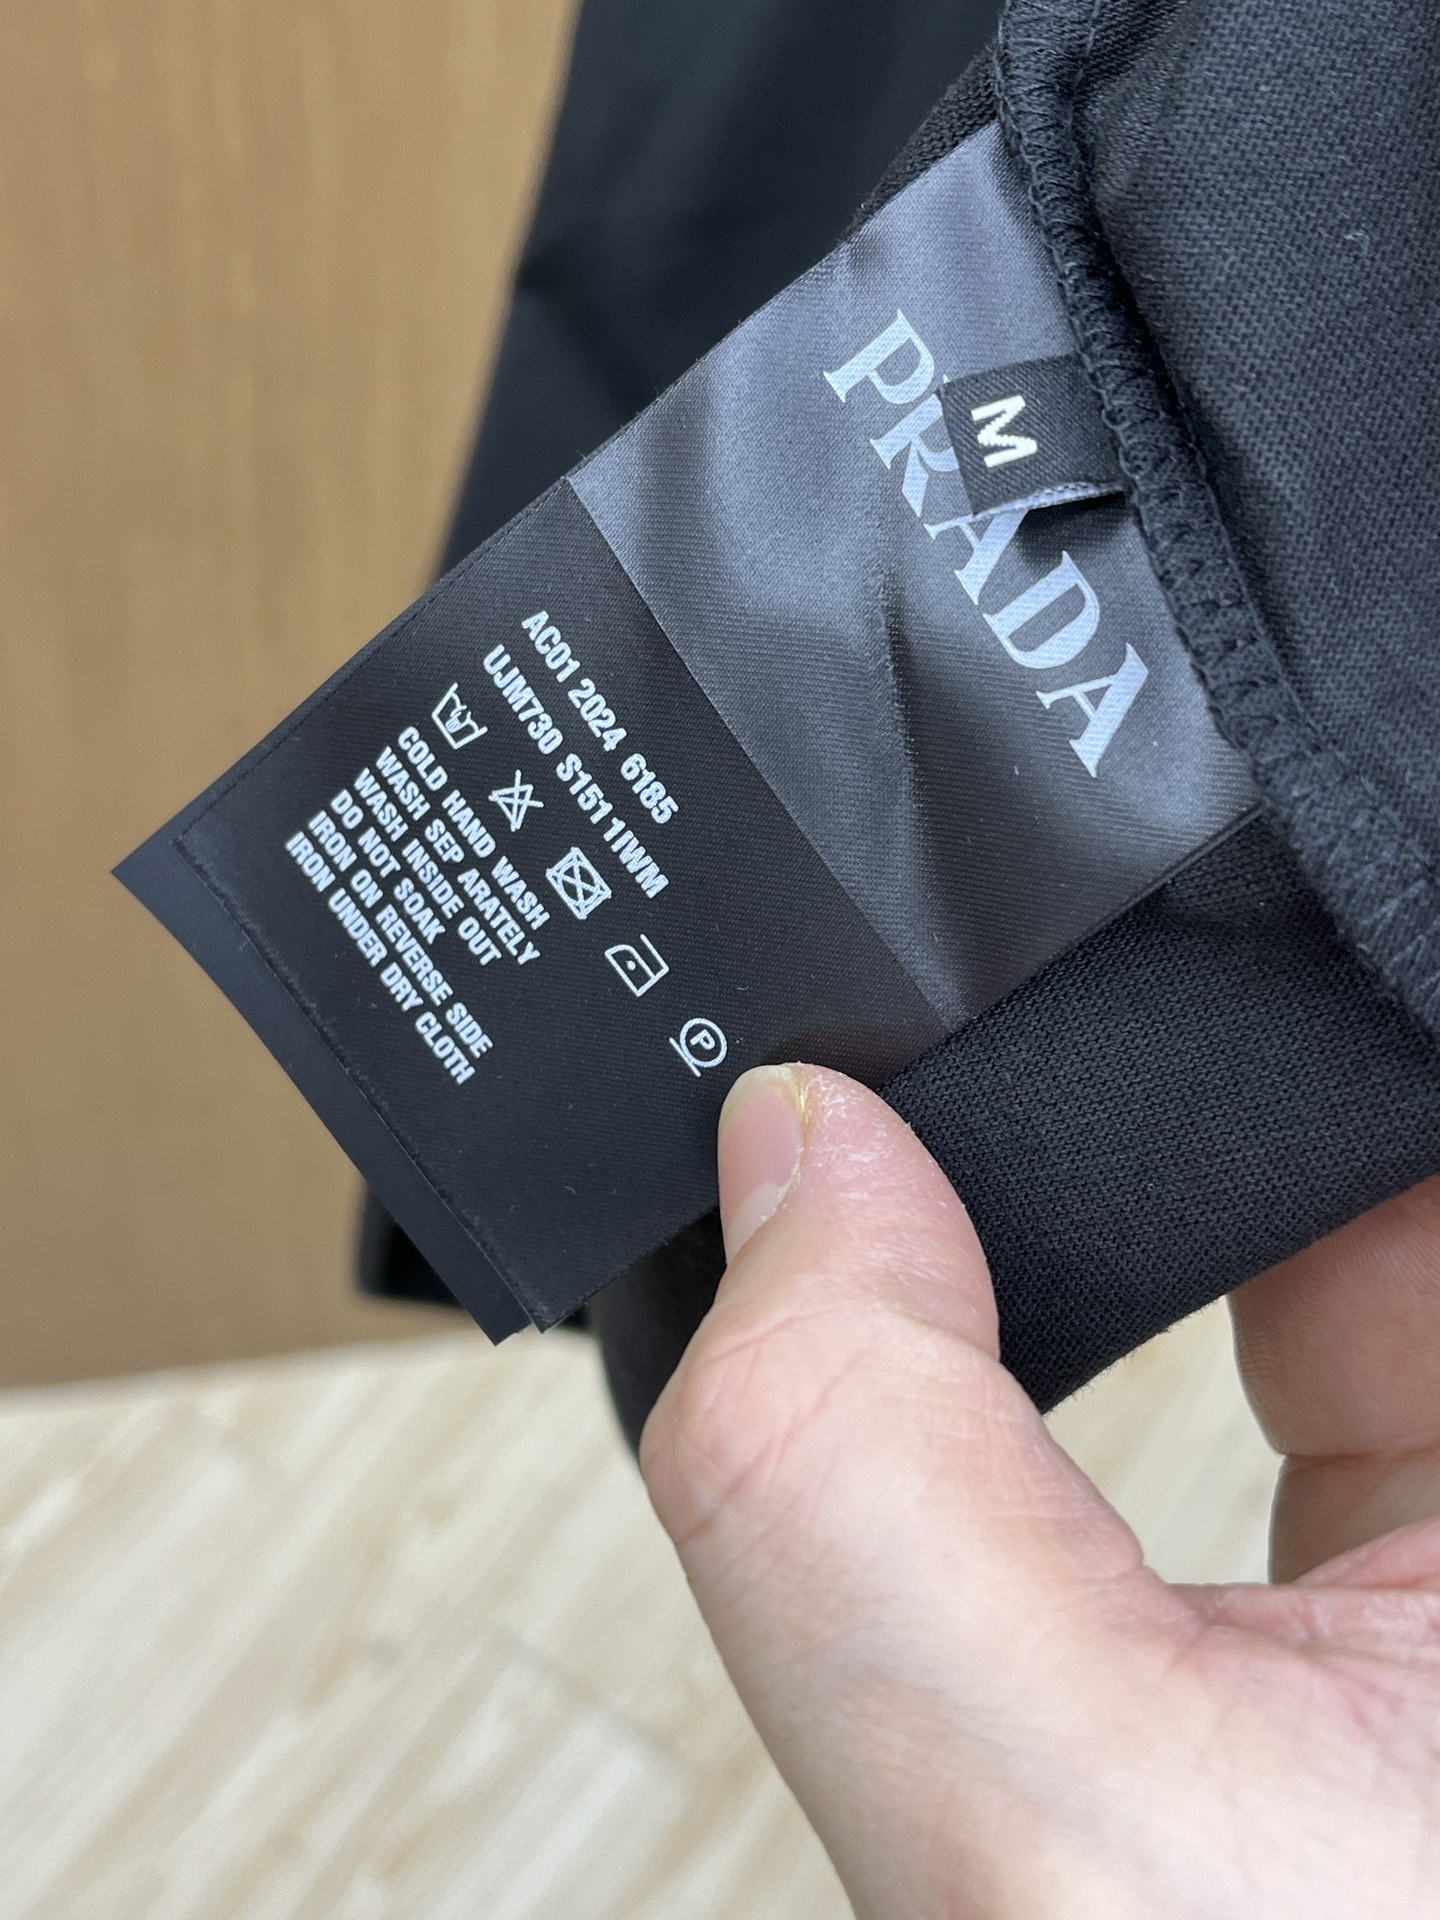 PRADA
M
AC01 2024 6185
UJM730 S151 1IWM
P
COLD HAND WASH
WASH SEP ARATELY
WASH INSIDE OUT
DO NOT SOAK
IRON ON REVERSE SIDE
IRON UNDER DRY CLOTH